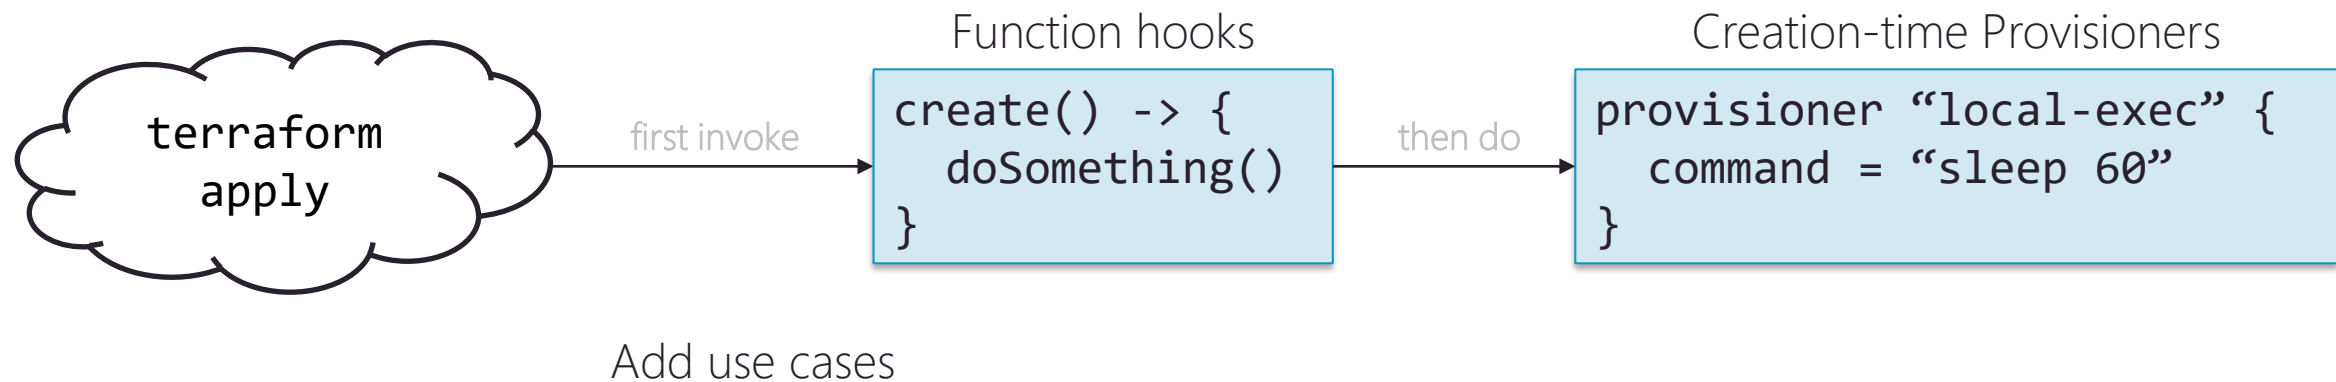 Function hooks
Creation-time Provisioners
terraform
apply
first invoke
create() -> {
doSomething()
}
then do
provisioner “local-exec” {
command = “sleep 60”
}
Add use cases